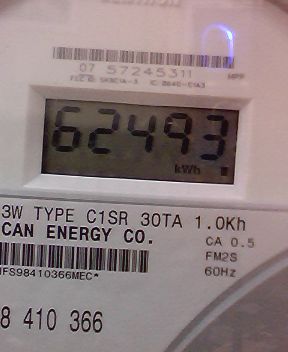 07 57245311
62493
kWh
3W TYPE C1SR 30TA 1.0Kh
CAN ENERGY CO.
CA 0.5
FM2S
60Hz
IFS98410366MEC*
8 410 366